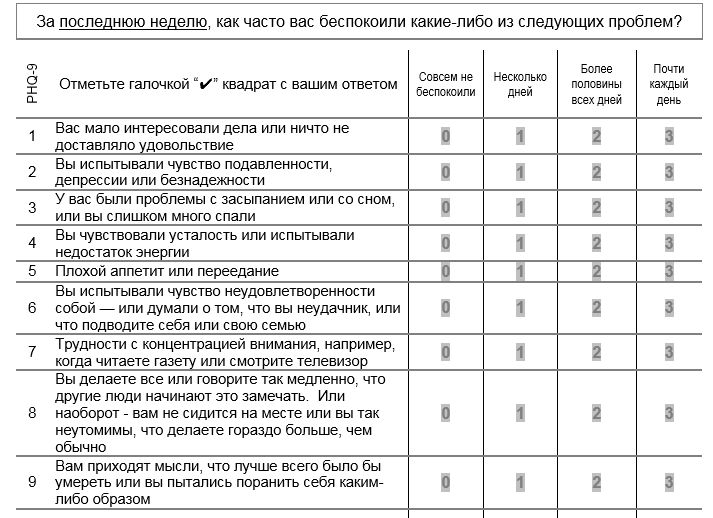 За последнюю неделю, как часто вас беспокоили какие-либо из следующих проблем?
PHQ-9
Отметьте галочкой “✔” квадрат с вашим ответом
Совсем не
беспокоили
Несколько
дней
Более
половины
всех дней
Почти
каждый
день
1
Вас мало интересовали дела или ничто не
доставляло удовольствие
0 1 2 3
2
Вы испытывали чувство подавленности,
депрессии или безнадежности
0 1 2 3
3
У вас были проблемы с засыпанием или со сном,
или вы слишком много спали
0 1 2 3
4
Вы чувствовали усталость или испытывали
недостаток энергии
0 1 2 3
5 Плохой аппетит или переедание 0 1 2 3
6
Вы испытывали чувство неудовлетворенности
собой — или думали о том, что вы неудачник, или
что подводите себя или свою семью
0 1 2 3
7
Трудности с концентрацией внимания, например,
когда читаете газету или смотрите телевизор
0 1 2 3
8
Вы делаете все или говорите так медленно, что
другие люди начинают это замечать. Или
наоборот - вам не сидится на месте или вы так
неутомимы, что делаете гораздо больше, чем
обычно
0 1 2 3
9
Вам приходят мысли, что лучше всего было бы
умереть или вы пытались поранить себя каким-
либо образом
0 1 2 3